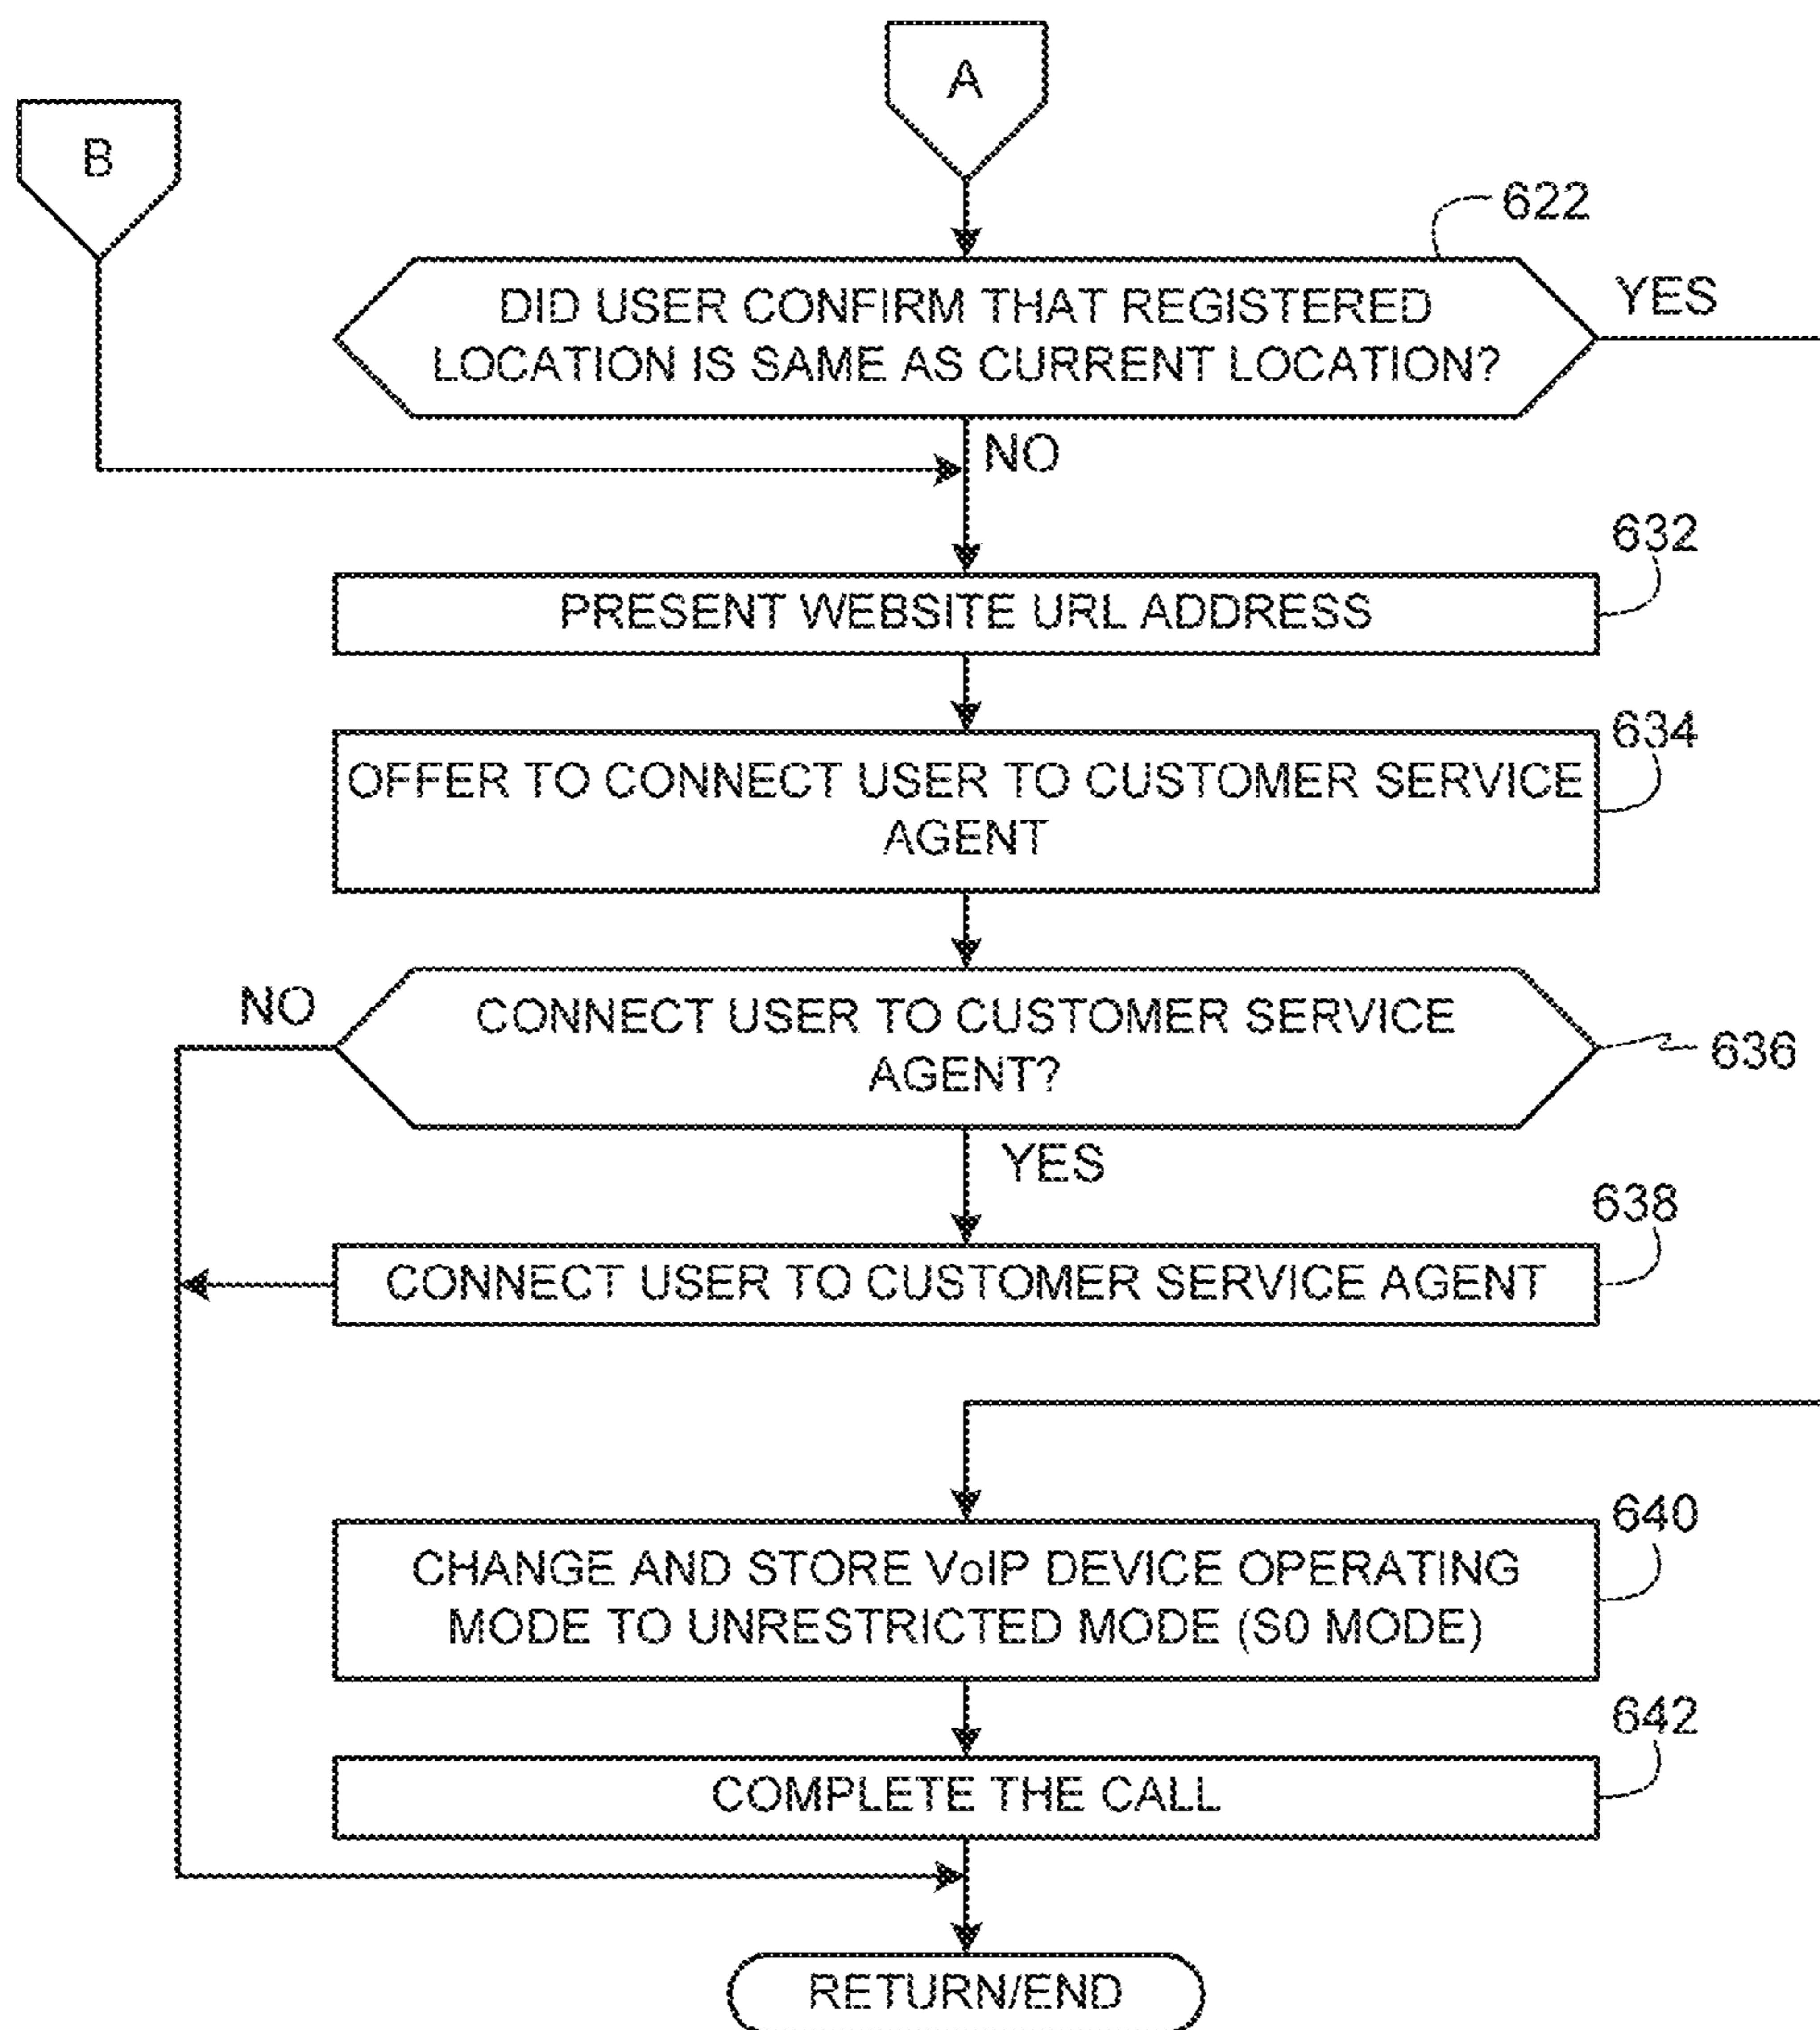 A
B
622
DID USER CONFIRM THAT REGISTERED
LOCATION IS SAME AS CURRENT LOCATION?
YES
NO
632
PRESENT WEBSITE URL ADDRESS
634
OFFER TO CONNECT USER TO CUSTOMER SERVICE
AGENT
NO
CONNECT USER TO CUSTOMER SERVICE
AGENT?
636
YES
638
CONNECT USER TO CUSTOMER SERVICE AGENT
640
CHANGE AND STORE VoIP DEVICE OPERATING
MODE TO UNRESTRICTED MODE (S0 MODE)
642
COMPLETE THE CALL
RETURN/END